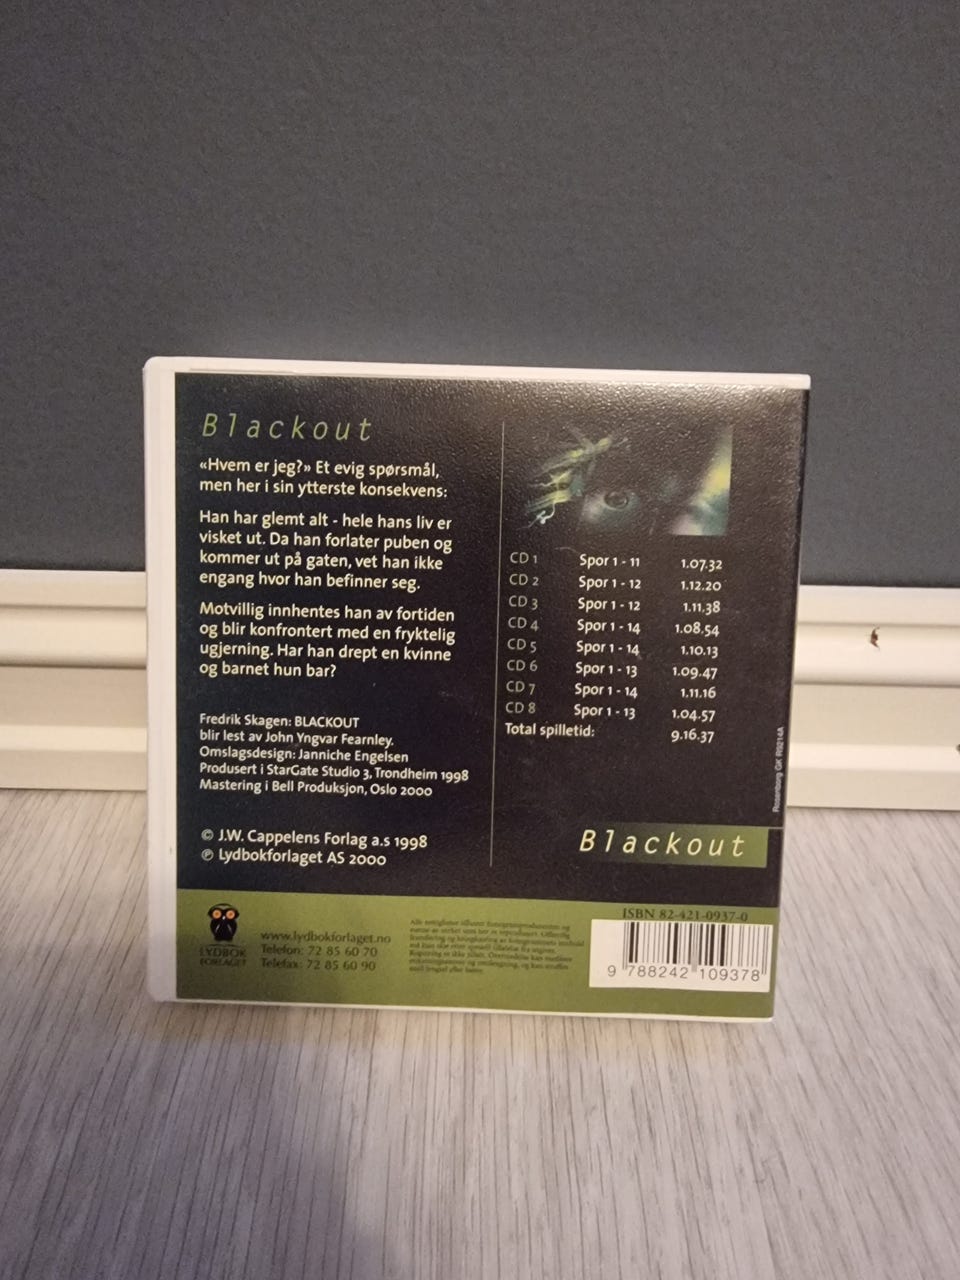 Blackout
«Hvem er jeg?» Et evig spørsmål,
men her i sin ytterste konsekvens:
Han har glemt alt - hele hans liv er
visket ut. Da han forlater puben og
kommer ut på gaten, vet han ikke
engang hvor han befinner seg.
Motvillig innhentes han av fortiden
og blir konfrontert med en fryktelig
ugjerning. Har han drept en kvinne
og barnet hun bar?
Fredrik Skagen: BLACKOUT
blir lest av John Yngvar Fearnley.
Omslagsdesign: Janniche Engelsen
Produsert i StarGate Studio 3, Trondheim 1998
Mastering i Bell Produksjon, Oslo 2000
© J.W. Cappelens Forlag a.s 1998
℗ Lydbokforlaget AS 2000
CD 1 Spor 1 - 11 1.07.32
CD 2 Spor 1 - 12 1.12.20
CD 3 Spor 1 - 12 1.11.38
CD 4 Spor 1 - 14 1.08.54
CD 5 Spor 1 - 14 1.10.13
CD 6 Spor 1 - 13 1.09.47
CD 7 Spor 1 - 14 1.11.16
CD 8 Spor 1 - 13 1.04.57
Total spilletid: 9.16.37
Rosenborg GK R9214A
Blackout
LYDBOK
FORLAGET
www.lydbokforlaget.no
Telefon: 72 85 60 70
Telefax: 72 85 60 90
ISBN 82-421-0937-0
9 788242 109378